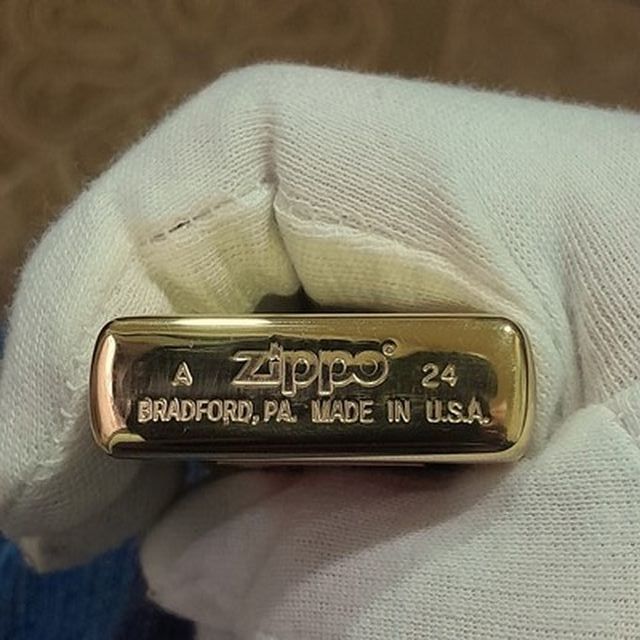 A zippo® 24
BRADFORD, PA. MADE IN U.S.A.